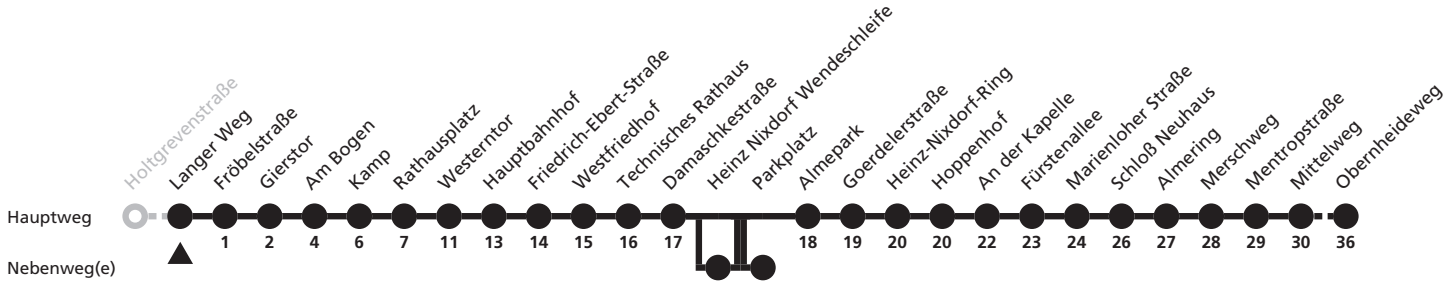 Holtgrevenstraße
Langer Weg
Fröbelstraße
Gierstor
Am Bogen
Kamp
Rathausplatz
Westerntor
Hauptbahnhof
Friedrich-Ebert-Straße
Westfriedhof
Technisches Rathaus
Damaschkestraße
Heinz Nixdorf Wendeschleife
Parkplatz
Almepark
Goerdelerstraße
Heinz-Nixdorf-Ring
Hoppenhof
An der Kapelle
Fürstenallee
Marienloher Straße
Schloß Neuhaus
Almering
Merschweg
Mentropstraße
Mittelweg
Obernheideweg
Hauptweg
1 2 4 6 7 11 13 14 15 16 17 18 19 20 20 22 23 24 26 27 28 29 30 36
Nebenweg(e)